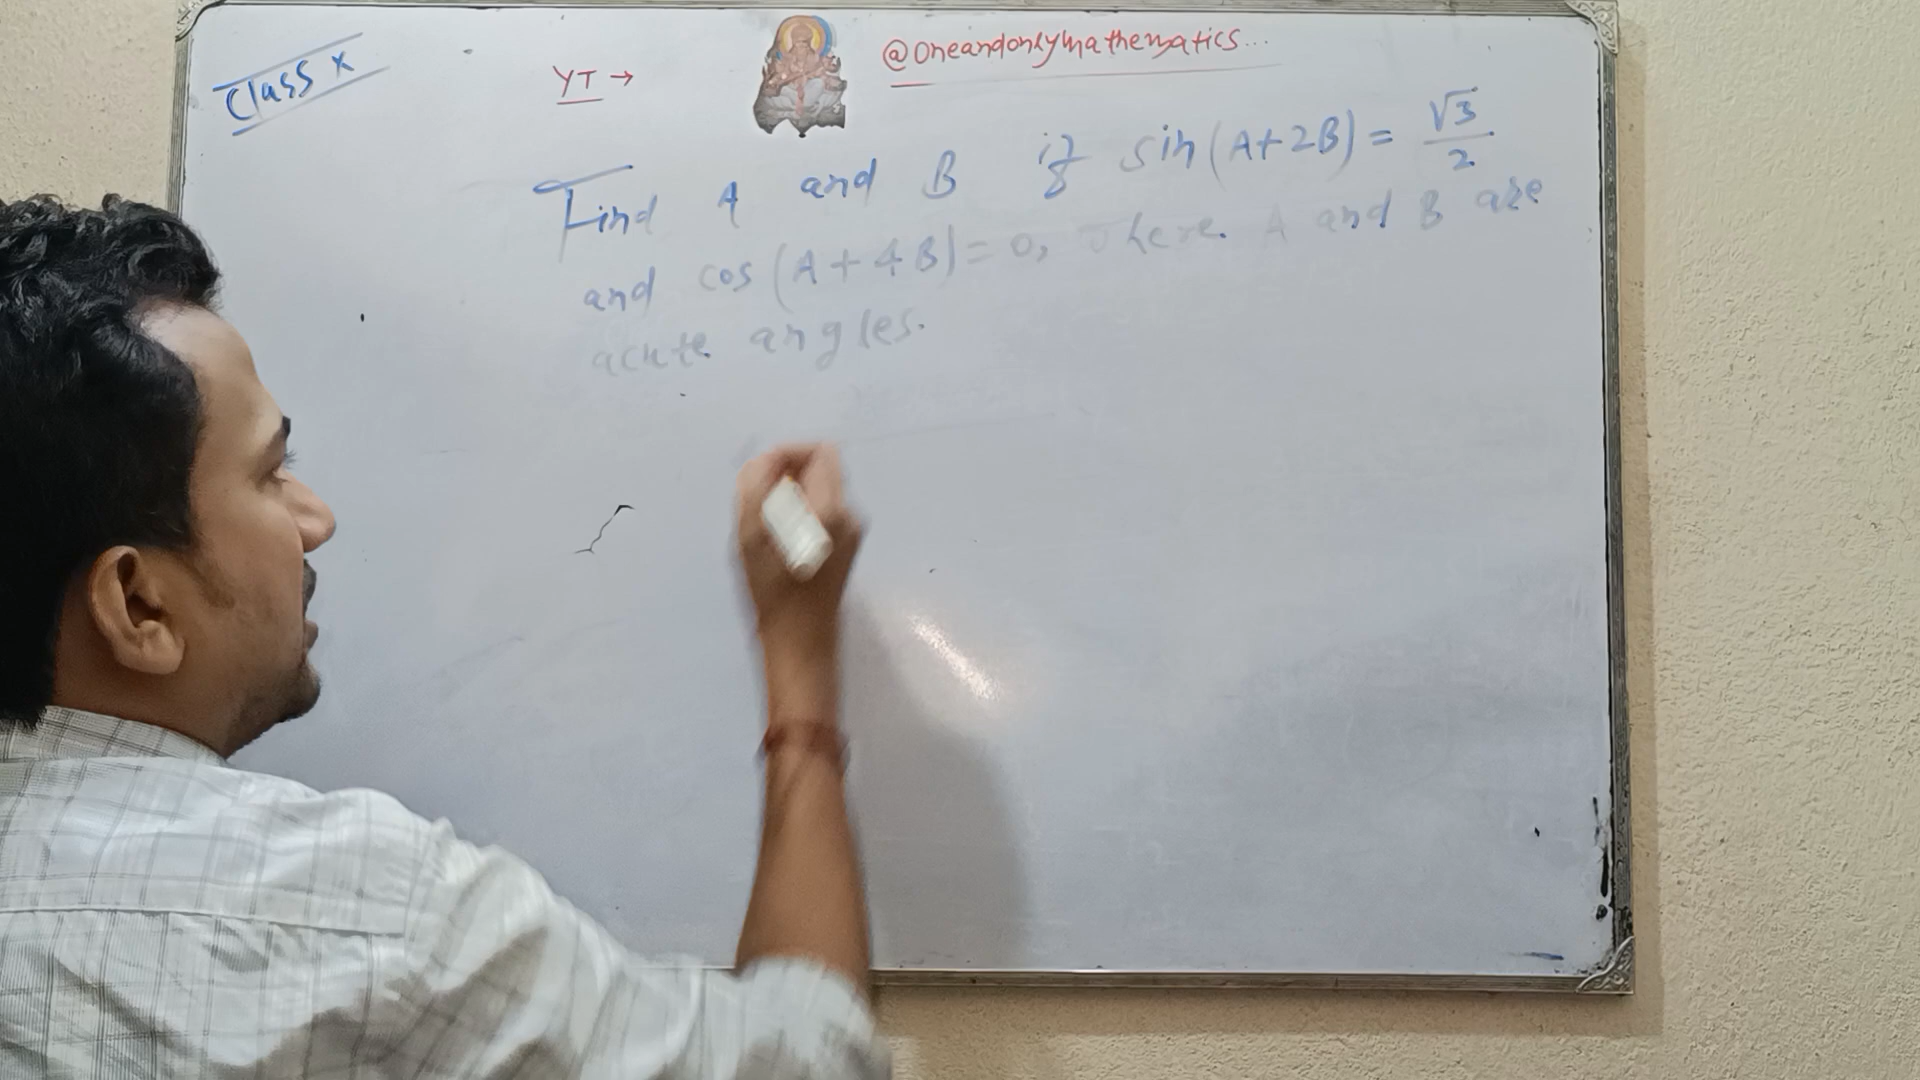 Class X
YT →
@Oneandonlymathematics...
Find A and B if sin(A+2B) = √3/2
and cos(A+4B)=0, where A and B are
acute angles.